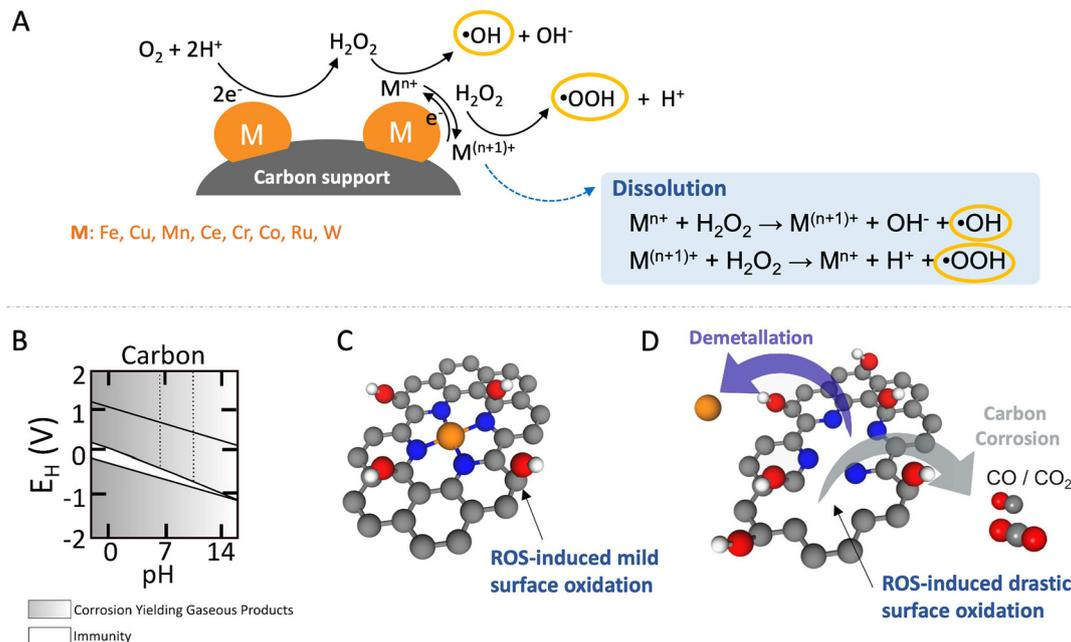 A
O₂ + 2H⁺
2e⁻
H₂O₂
•OH + OH⁻
Mⁿ⁺
H₂O₂
e⁻
M⁽ⁿ⁺¹⁾⁺
•OOH + H⁺
M
M
Carbon support
M: Fe, Cu, Mn, Ce, Cr, Co, Ru, W
Dissolution
Mⁿ⁺ + H₂O₂ → M⁽ⁿ⁺¹⁾⁺ + OH⁻ + •OH
M⁽ⁿ⁺¹⁾⁺ + H₂O₂ → Mⁿ⁺ + H⁺ + •OOH
B
Carbon
E_H (V)
2
1
0
-1
-2
0 7 14
pH
Corrosion Yielding Gaseous Products
Immunity
C
ROS-induced mild
surface oxidation
D
Demetallation
Carbon
Corrosion
CO / CO₂
ROS-induced drastic
surface oxidation